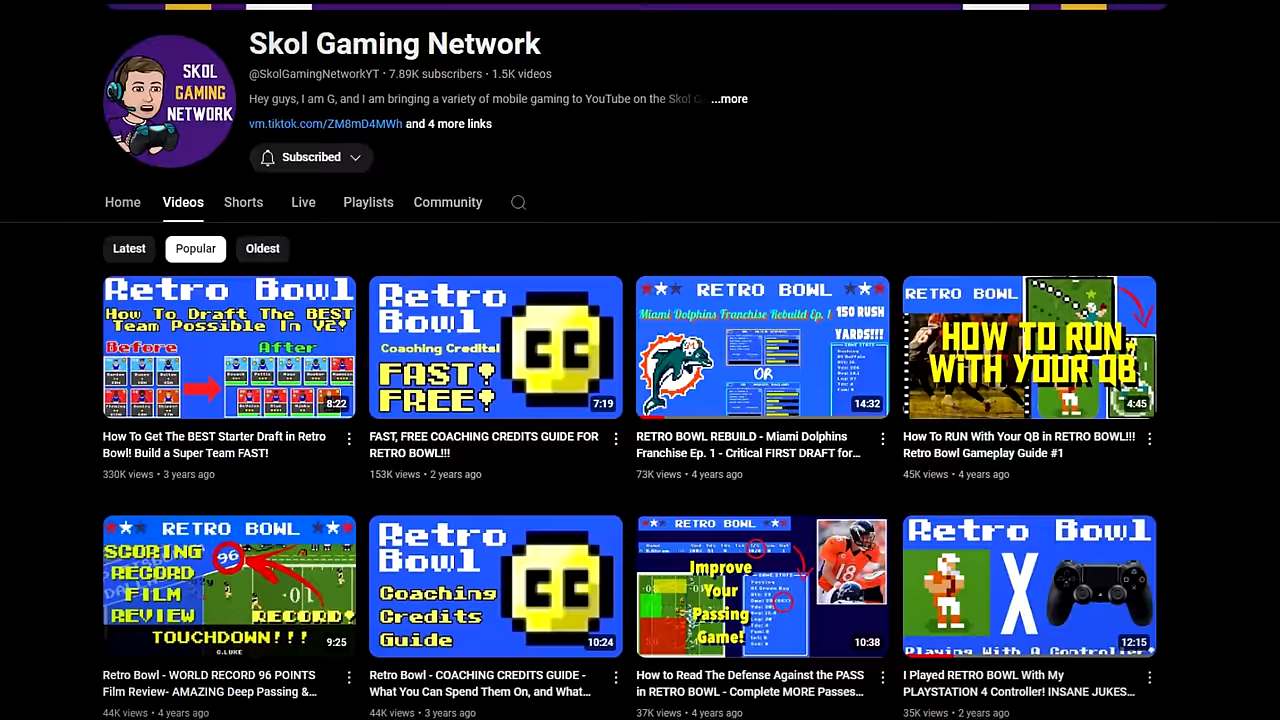 Skol Gaming Network
SKOL
GAMING
NETWORK
@SkolGamingNetworkYT • 7.89K subscribers • 1.5K videos
Hey guys, I am G, and I am bringing a variety of mobile gaming to YouTube on the Skol G ...more
vm.tiktok.com/ZM8mD4MWh and 4 more links
Subscribed
Home Videos Shorts Live Playlists Community
Latest Popular Oldest
Retro Bowl
How To Draft The BEST
Team Possible In V2!
Before After
8:22
Retro
Bowl
Coaching Credits!
FAST!
FREE!
7:19
RETRO BOWL
Miami Dolphins Franchise Rebuild Ep. 1
150 RUSH
YARDS!!!
OR
14:32
RETRO BOWL
HOW TO RUN
WiTH YOUR QB
4:45
How To Get The BEST Starter Draft in Retro
Bowl! Build a Super Team FAST!
330K views • 3 years ago
FAST, FREE COACHING CREDITS GUIDE FOR
RETRO BOWL!!!
153K views • 2 years ago
RETRO BOWL REBUILD - Miami Dolphins
Franchise Ep. 1 - Critical FIRST DRAFT for...
73K views • 4 years ago
How To RUN With Your QB in RETRO BOWL!!!
Retro Bowl Gameplay Guide #1
45K views • 4 years ago
RETRO BOWL
SCORING
RECORD
FILM
REVIEW
96
RECORD!
TOUCHDOWN!!!
G.LUKE
9:25
Retro
Bowl
Coaching
Credits
Guide
10:24
RETRO BOWL
Improve
Your
Passing
Game!
10:38
Retro Bowl
X
Playing With A Controller!
12:15
Retro Bowl - WORLD RECORD 96 POINTS
Film Review- AMAZING Deep Passing &...
44K views • 4 years ago
Retro Bowl - COACHING CREDITS GUIDE -
What You Can Spend Them On, and What...
44K views • 3 years ago
How to Read The Defense Against the PASS
in RETRO BOWL - Complete MORE Passes...
37K views • 4 years ago
I Played RETRO BOWL With My
PLAYSTATION 4 Controller! INSANE JUKES...
35K views • 2 years ago